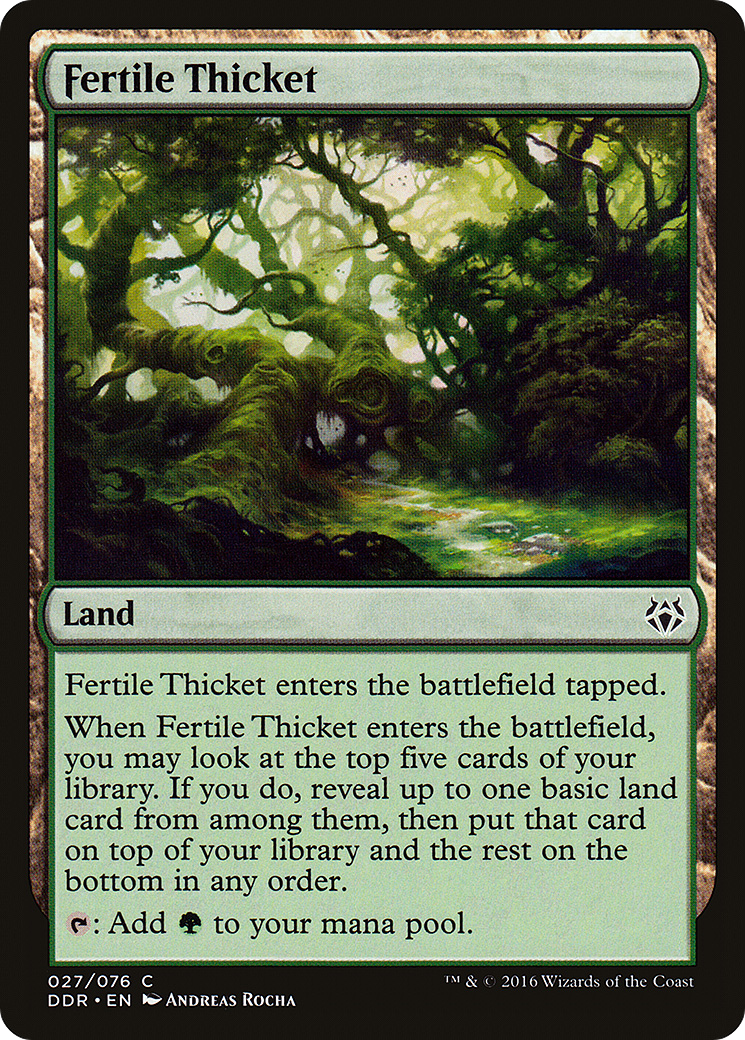 Fertile Thicket
Land
Fertile Thicket enters the battlefield tapped.
When Fertile Thicket enters the battlefield,
you may look at the top five cards of your
library. If you do, reveal up to one basic land
card from among them, then put that card
on top of your library and the rest on the
bottom in any order.
: Add to your mana pool.
027/076 C
DDR • EN Andreas Rocha
™ & © 2016 Wizards of the Coast